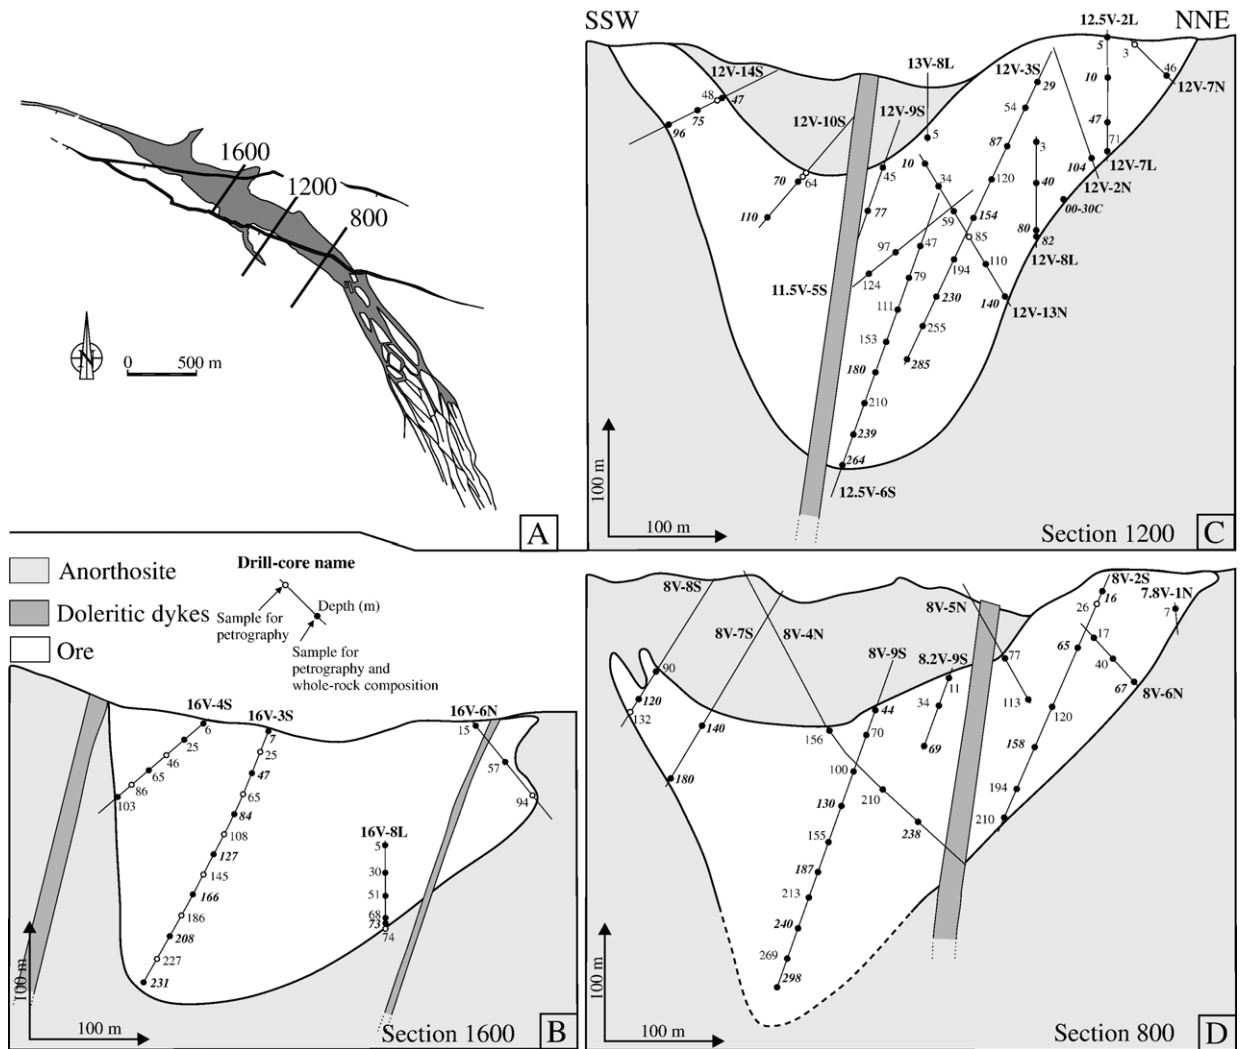 1600
1200
800
N
0 500 m
A
SSW
NNE
12.5V-2L
5
3
46
12V-7N
10
47
71
12V-7L
13V-8L
12V-3S
29
12V-14S
48
47
75
96
54
12V-10S
12V-9S
87
5
3
104
12V-2N
10
45
70
64
34
120
40
00-30C
110
77
59
154
80
82
12V-8L
85
97
47
124
79
194
110
11.5V-5S
111
230
140
12V-13N
153
255
180
285
210
239
264
12.5V-6S
100 m
100 m
Section 1200
C
Anorthosite
Doleritic dykes
Ore
Drill-core name
Sample for
petrography
Depth (m)
Sample for
petrography and
whole-rock composition
16V-4S
6
25
46
65
86
103
16V-3S
7
25
47
65
84
108
127
145
166
186
208
227
231
16V-6N
15
57
94
16V-8L
5
30
51
68
73
74
100 m
100 m
Section 1600
B
8V-8S
90
120
132
8V-7S
140
180
8V-4N
156
210
238
8V-9S
44
70
100
130
155
187
213
240
269
298
8.2V-9S
11
34
69
8V-5N
77
113
8V-2S
16
26
65
120
158
194
210
7.8V-1N
7
17
40
67
8V-6N
100 m
100 m
Section 800
D